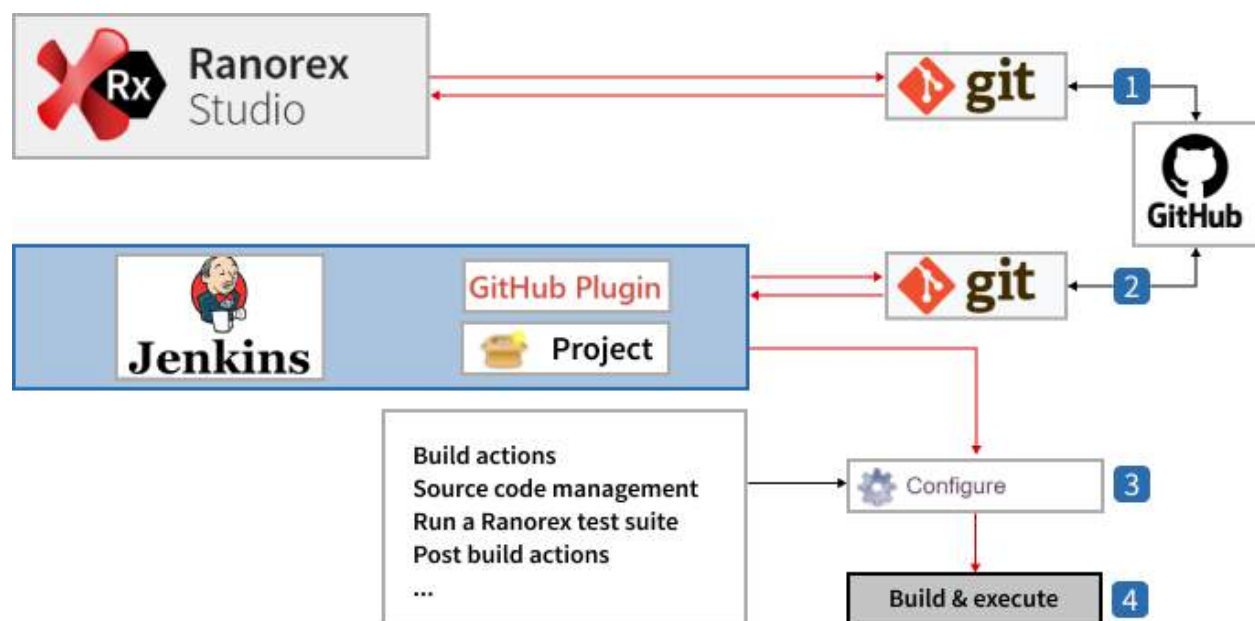 Rx
Ranorex
Studio
git
1
GitHub
Jenkins
GitHub Plugin
Project
git
2
Build actions
Source code management
Run a Ranorex test suite
Post build actions
...
Configure
3
Build & execute
4